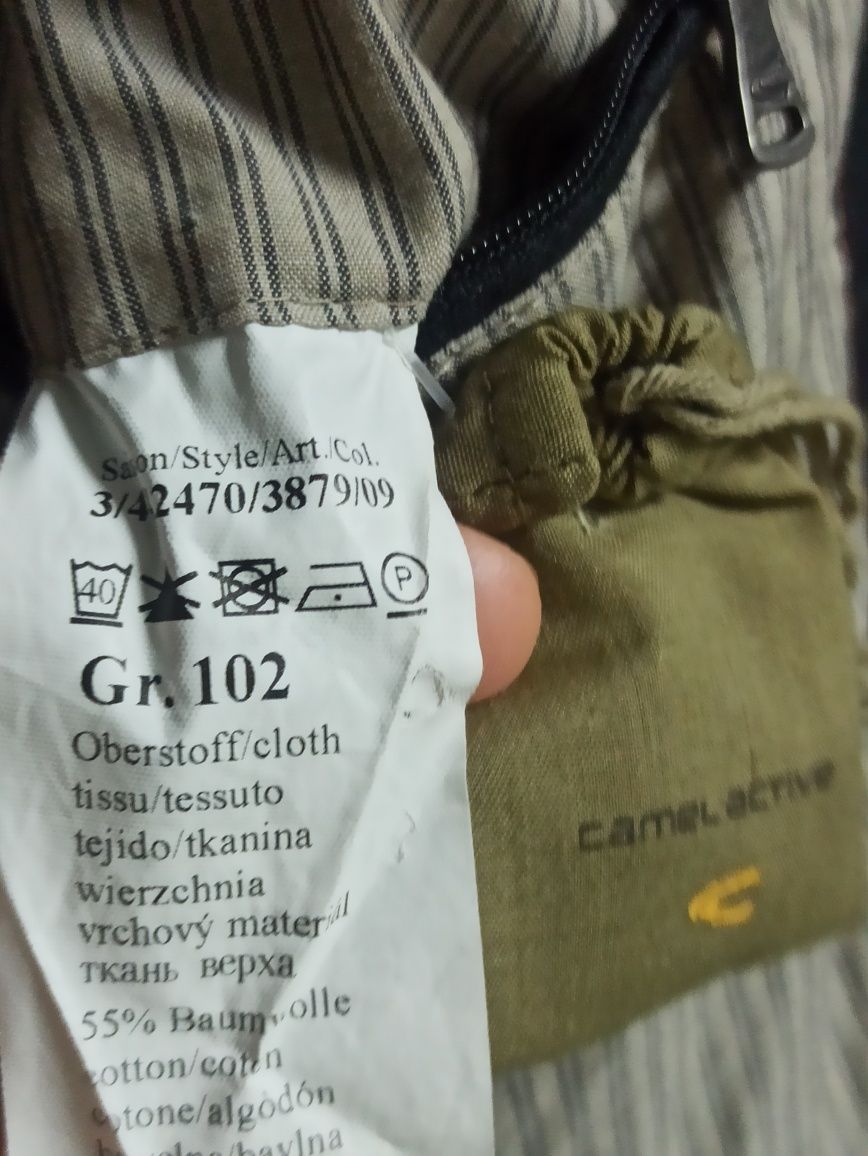 Saison/Style/Art./Col.
3/42470/3879/09
40
P
Gr. 102
Oberstoff/cloth
tissu/tessuto
tejido/tkanina
wierzchnia
vrchový materiál
ткань верха
55% Baumwolle
cotton/coton
cotone/algodón
camel active